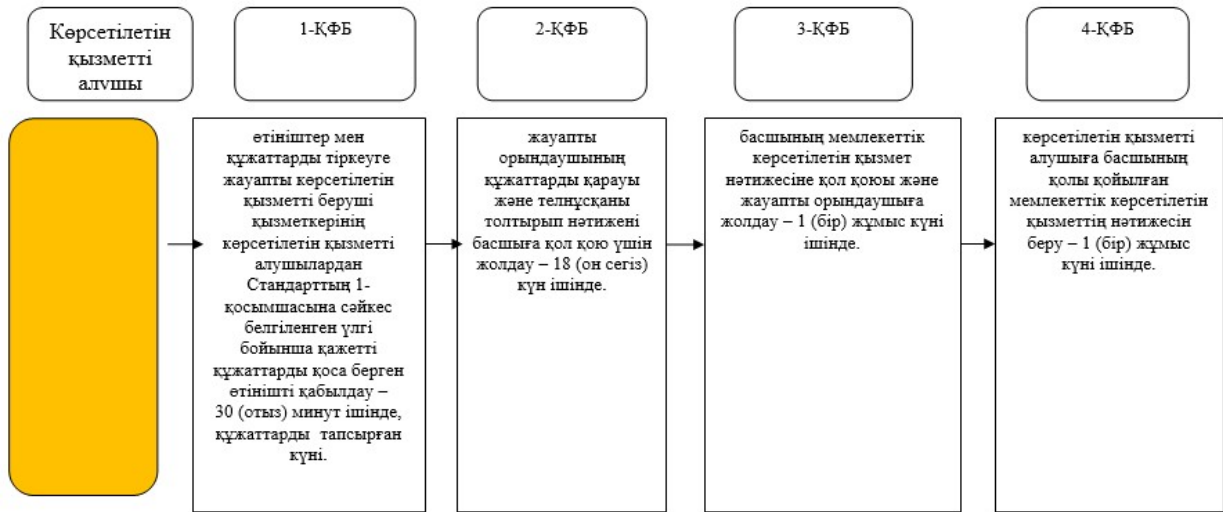 Көрсетілетін
қызметті
алушы
1-ҚФБ
2-ҚФБ
3-ҚФБ
4-ҚФБ
өтініштер мен
құжаттарды тіркеуге
жауапты көрсетілетін
қызметті беруші
қызметкерінің
көрсетілетін қызметті
алушылардан
Стандарттың 1-
қосымшасына сәйкес
белгіленген үлгі
бойынша қажетті
құжаттарды қоса берген
өтінішті қабылдау –
30 (отыз) минут ішінде,
құжаттарды тапсырған
күні.
жауапты
орындаушының
құжаттарды қарауы
және телнұсқаны
толтырып нәтижені
басшыға қол қою үшін
жолдау – 18 (он сегіз)
күн ішінде.
басшының мемлекеттік
көрсетілетін қызмет
нәтижесіне қол қоюы және
жауапты орындаушыға
жолдау – 1 (бір) жұмыс күні
ішінде.
көрсетілетін қызметті
алушыға басшының
қолы қойылған
мемлекеттік көрсетілетін
қызметтің нәтижесін
беру – 1 (бір) жұмыс
күні ішінде.